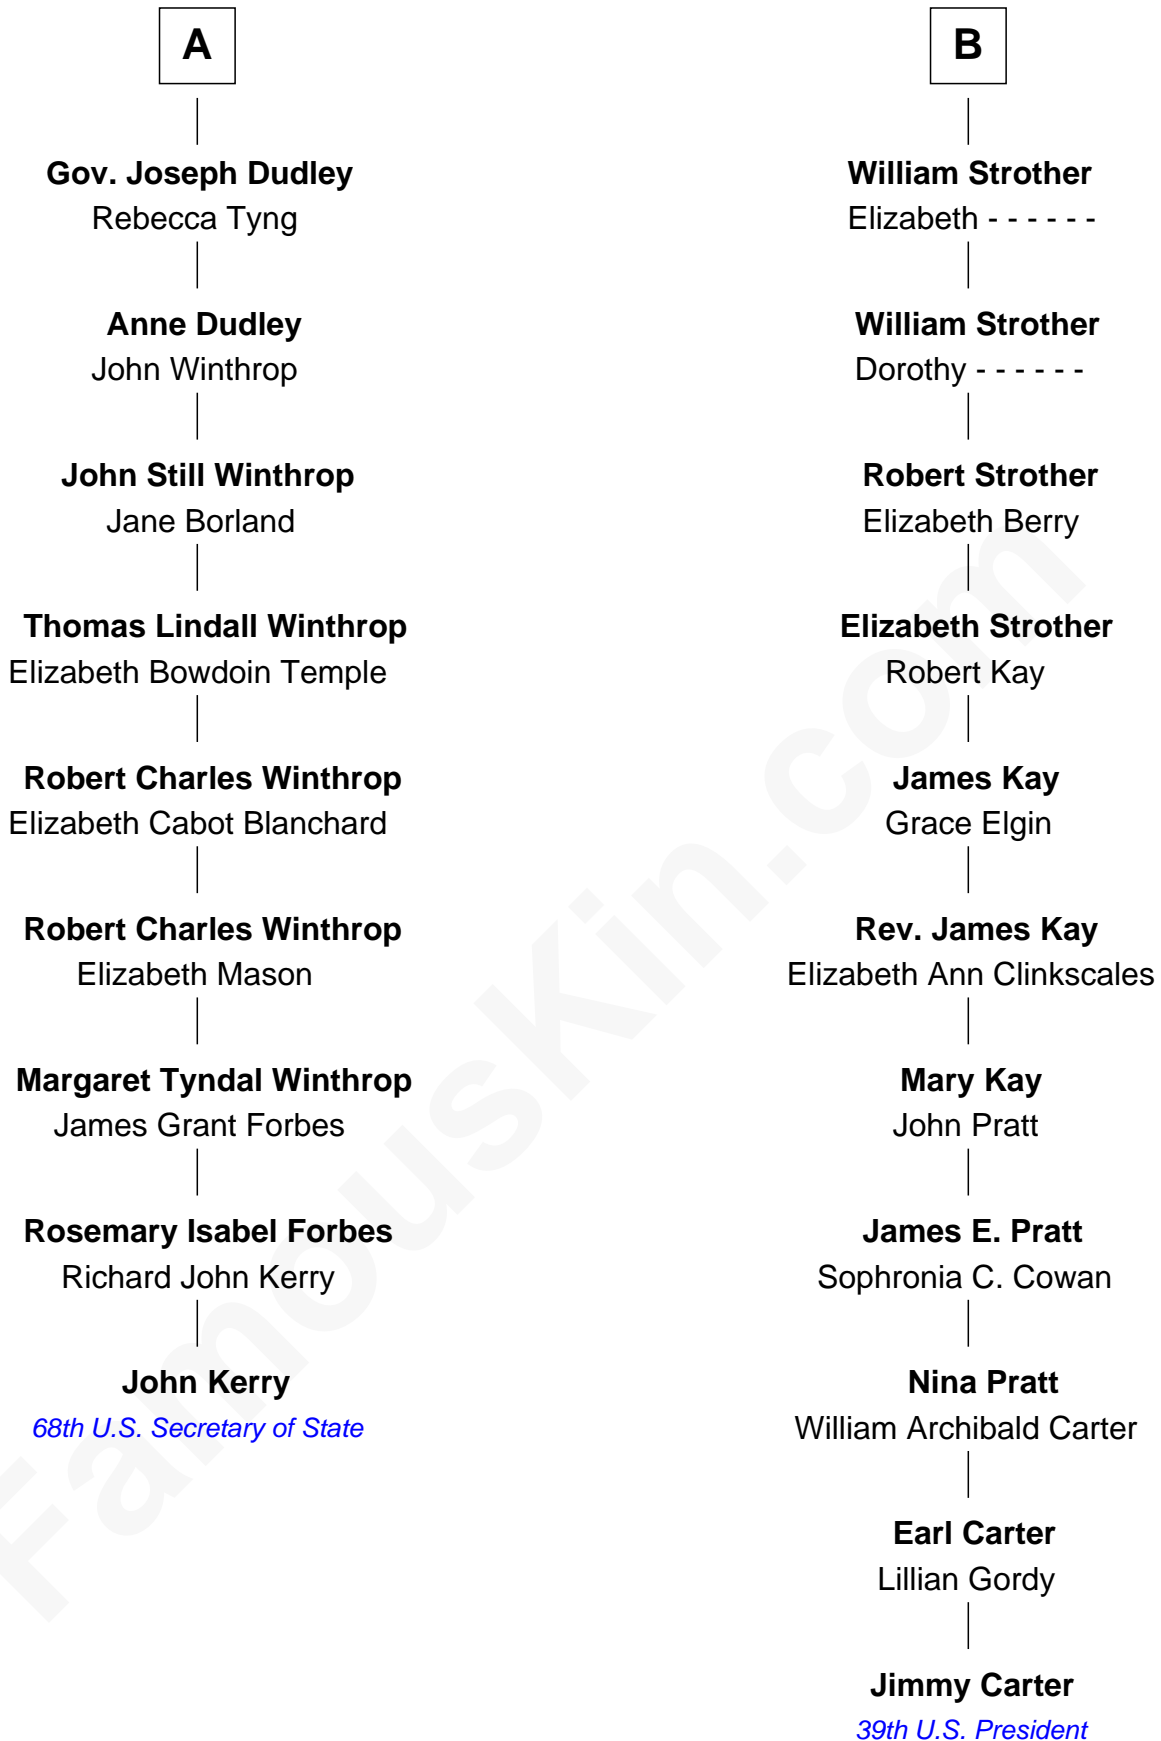 A
Gov. Joseph Dudley
Rebecca Tyng
Anne Dudley
John Winthrop
John Still Winthrop
Jane Borland
Thomas Lindall Winthrop
Elizabeth Bowdoin Temple
Robert Charles Winthrop
Elizabeth Cabot Blanchard
Robert Charles Winthrop
Elizabeth Mason
Margaret Tyndal Winthrop
James Grant Forbes
Rosemary Isabel Forbes
Richard John Kerry
John Kerry
68th U.S. Secretary of State
B
William Strother
Elizabeth - - - - - -
William Strother
Dorothy - - - - - -
Robert Strother
Elizabeth Berry
Elizabeth Strother
Robert Kay
James Kay
Grace Elgin
Rev. James Kay
Elizabeth Ann Clinkscales
Mary Kay
John Pratt
James E. Pratt
Sophronia C. Cowan
Nina Pratt
William Archibald Carter
Earl Carter
Lillian Gordy
Jimmy Carter
39th U.S. President
FamousKin.com